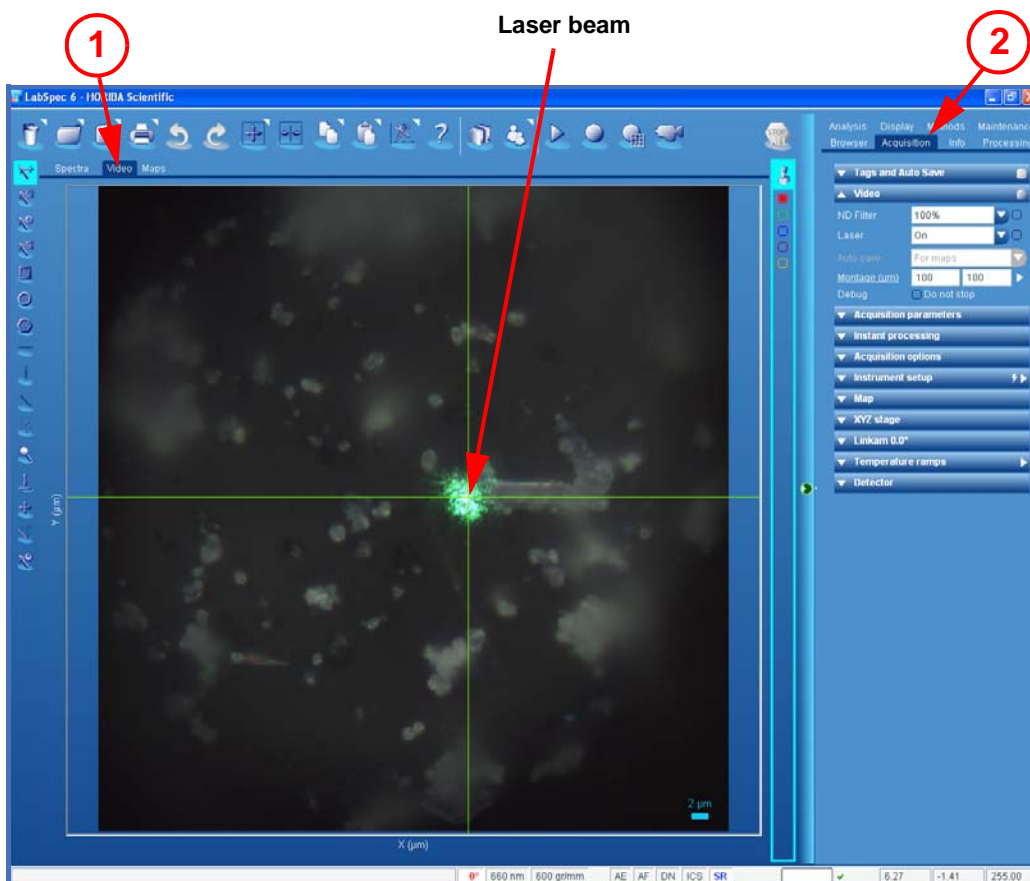 Laser beam
1
2
LabSpec 6 - HORIBA Scientific
?
STOP ALL
Analysis Display Methods Maintenance
Browser Acquisition Info Processing
Spectra Video Maps
Tags and Auto Save
Video
ND Filter 100%
Laser On
Auto save For maps
Montage (µm) 100 100
Debug Do not stop
Acquisition parameters
Instant processing
Acquisition options
Instrument setup
Map
XYZ stage
Linkam 0.0°
Temperature ramps
Detector
Y (µm)
2 µm
X (µm)
θ° 660 nm 600 gr/mm AE AF DN ICS SR 6.27 -1.41 255.00